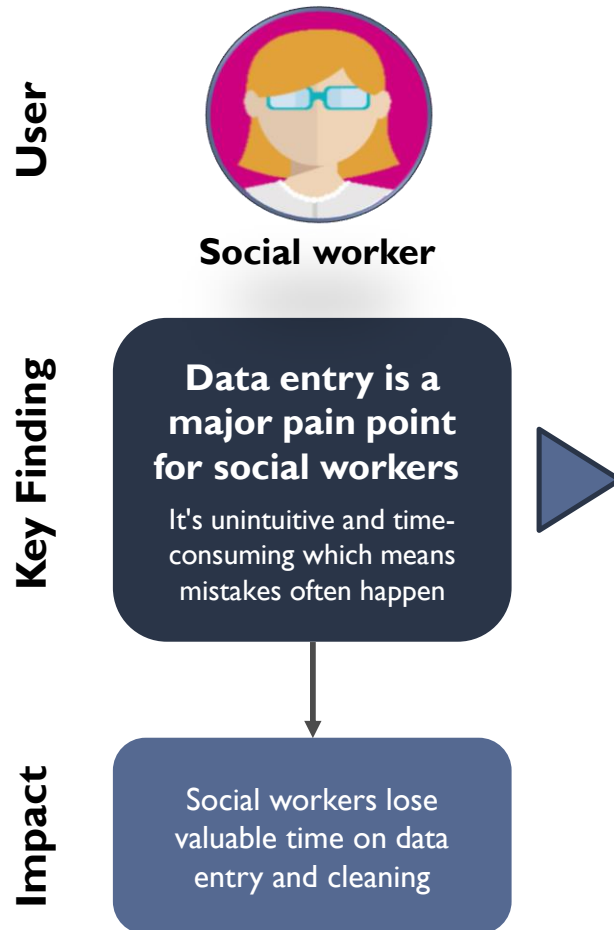 User
Social worker
Key Finding
Data entry is a
major pain point
for social workers
It's unintuitive and time-
consuming which means
mistakes often happen
Impact
Social workers lose
valuable time on data
entry and cleaning